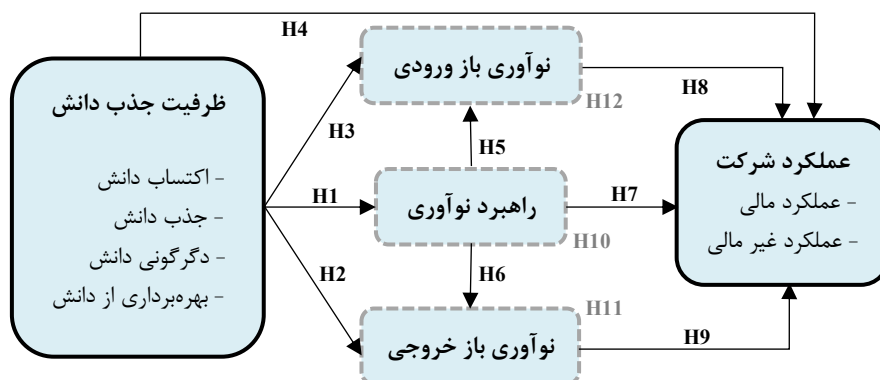 H4
نوآوری باز ورودی
H12
H8
ظرفیت جذب دانش
- اکتساب دانش
- جذب دانش
- دگرگونی دانش
- بهره‌برداری از دانش
H3
H5
H1
راهبرد نوآوری
H10
H7
عملکرد شرکت
- عملکرد مالی
- عملکرد غیر مالی
H2
H6
H11
نوآوری باز خروجی
H9